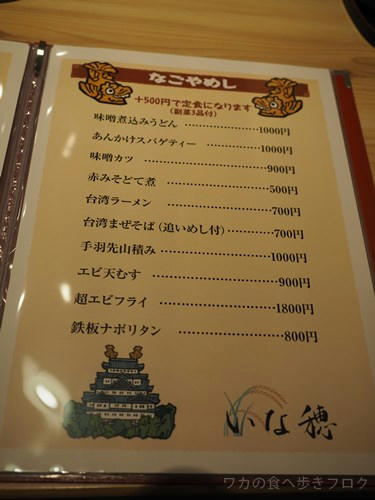 なごやめし
+500円で定食になります
(副菜3品付)
味噌煮込みうどん ………………1000円
あんかけスパゲティー ……………1000円
味噌カツ …………………………900円
赤みそどて煮 ……………………500円
台湾ラーメン ……………………700円
台湾まぜそば（追いめし付）………700円
手羽先山積み ……………………1000円
エビ天むす ………………………900円
超エビフライ ……………………1800円
鉄板ナポリタン …………………800円
いな穂
ワカの食べ歩きブログ